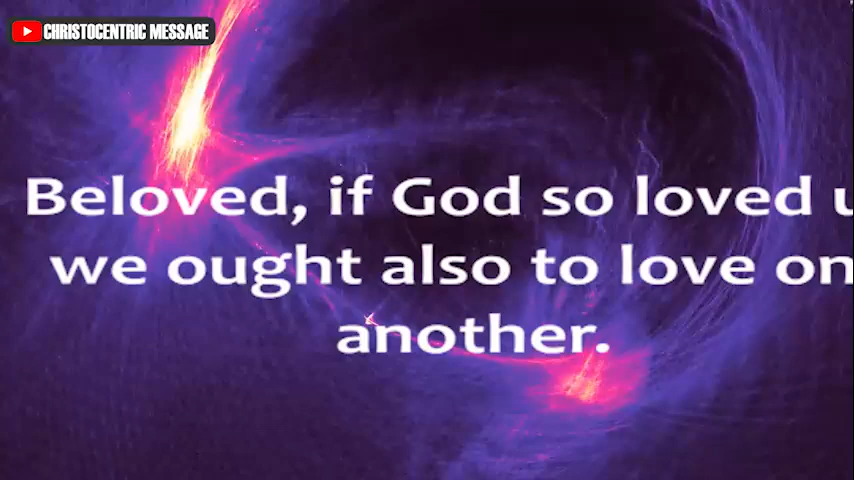 CHRISTOCENTRIC MESSAGE
Beloved, if God so loved u
we ought also to love on
another.